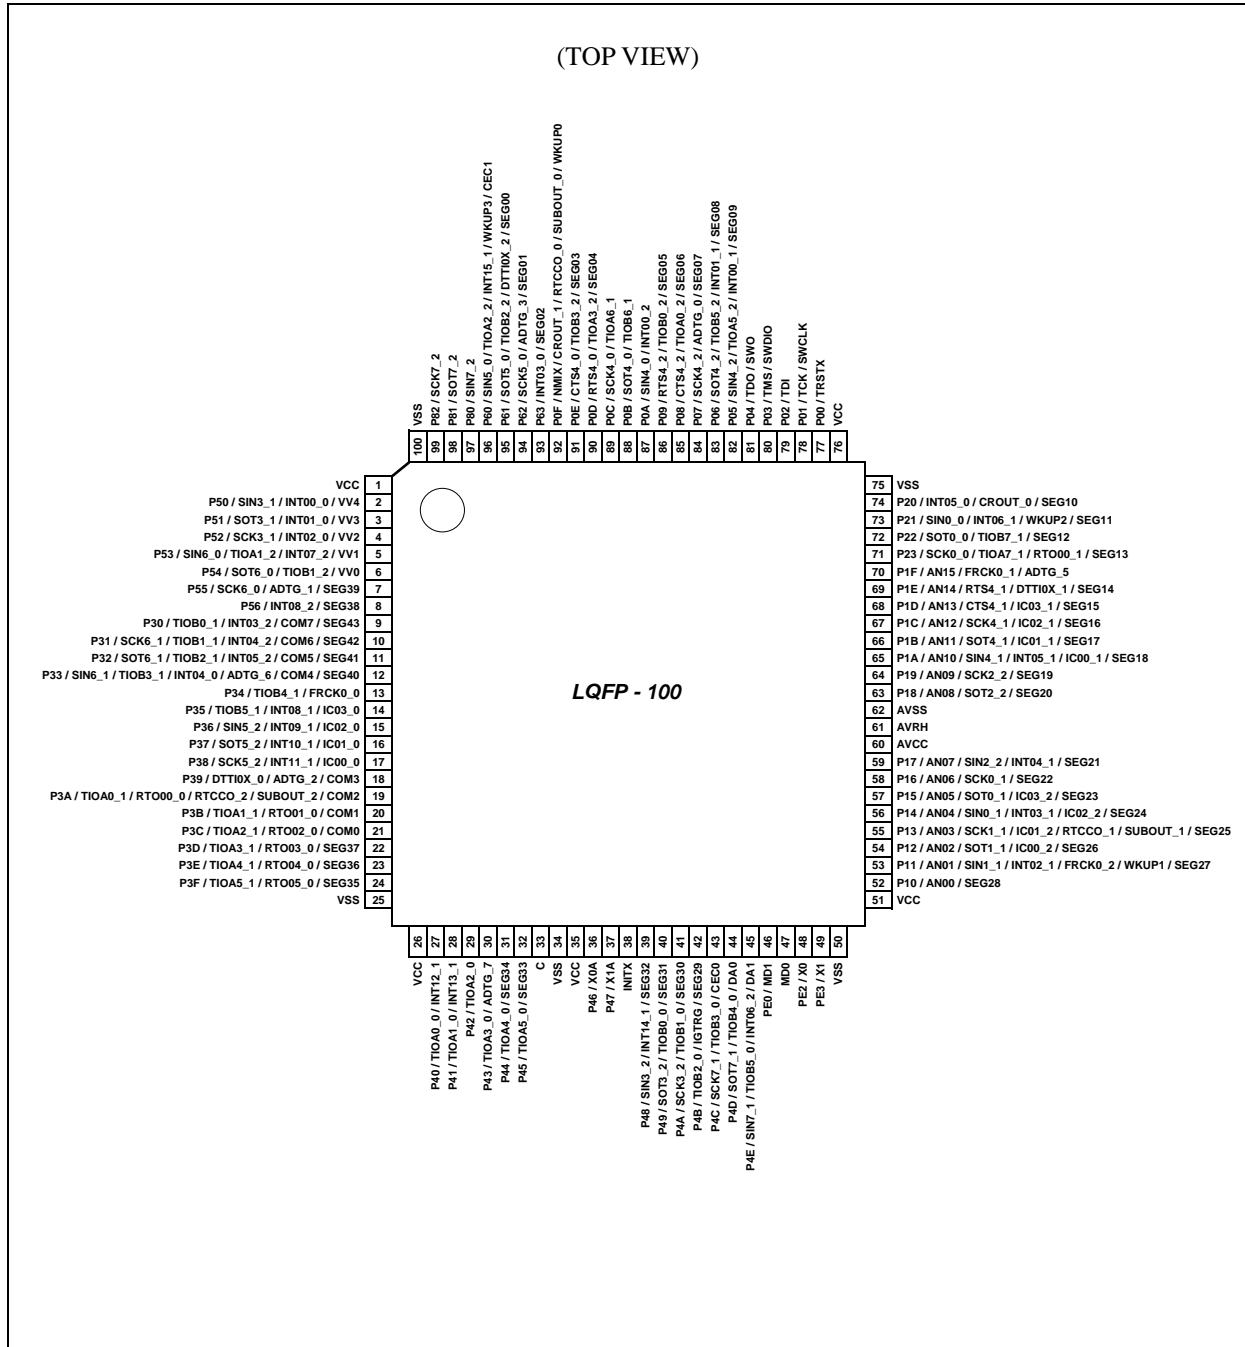 (TOP VIEW)
100 VSS
99 P82 / SCK7_2
98 P81 / SOT7_2
97 P80 / SIN7_2
96 P60 / SIN5_0 / TIOA2_2 / INT15_1 / WKUP3 / CEC1
95 P61 / SOT5_0 / TIOB2_2 / DTTI0X_2 / SEG00
94 P62 / SCK5_0 / ADTG_3 / SEG01
93 P63 / INT03_0 / SEG02
92 P0F / NMIX / CROUT_1 / RTCCO_0 / SUBOUT_0 / WKUP0
91 P0E / CTS4_0 / TIOB3_2 / SEG03
90 P0D / RTS4_0 / TIOA3_2 / SEG04
89 P0C / SCK4_0 / TIOA6_1
88 P0B / SOT4_0 / TIOB6_1
87 P0A / SIN4_0 / INT00_2
86 P09 / RTS4_2 / TIOB0_2 / SEG05
85 P08 / CTS4_2 / TIOA0_2 / SEG06
84 P07 / SCK4_2 / ADTG_0 / SEG07
83 P06 / SOT4_2 / TIOB5_2 / INT01_1 / SEG08
82 P05 / SIN4_2 / TIOA5_2 / INT00_1 / SEG09
81 P04 / TDO / SWO
80 P03 / TMS / SWDIO
79 P02 / TDI
78 P01 / TCK / SWCLK
77 P00 / TRSTX
76 VCC
VCC 1
P50 / SIN3_1 / INT00_0 / VV4 2
P51 / SOT3_1 / INT01_0 / VV3 3
P52 / SCK3_1 / INT02_0 / VV2 4
P53 / SIN6_0 / TIOA1_2 / INT07_2 / VV1 5
P54 / SOT6_0 / TIOB1_2 / VV0 6
P55 / SCK6_0 / ADTG_1 / SEG39 7
P56 / INT08_2 / SEG38 8
P30 / TIOB0_1 / INT03_2 / COM7 / SEG43 9
P31 / SCK6_1 / TIOB1_1 / INT04_2 / COM6 / SEG42 10
P32 / SOT6_1 / TIOB2_1 / INT05_2 / COM5 / SEG41 11
P33 / SIN6_1 / TIOB3_1 / INT04_0 / ADTG_6 / COM4 / SEG40 12
P34 / TIOB4_1 / FRCK0_0 13
P35 / TIOB5_1 / INT08_1 / IC03_0 14
P36 / SIN5_2 / INT09_1 / IC02_0 15
P37 / SOT5_2 / INT10_1 / IC01_0 16
P38 / SCK5_2 / INT11_1 / IC00_0 17
P39 / DTTI0X_0 / ADTG_2 / COM3 18
P3A / TIOA0_1 / RTO00_0 / RTCCO_2 / SUBOUT_2 / COM2 19
P3B / TIOA1_1 / RTO01_0 / COM1 20
P3C / TIOA2_1 / RTO02_0 / COM0 21
P3D / TIOA3_1 / RTO03_0 / SEG37 22
P3E / TIOA4_1 / RTO04_0 / SEG36 23
P3F / TIOA5_1 / RTO05_0 / SEG35 24
VSS 25
LQFP - 100
75 VSS
74 P20 / INT05_0 / CROUT_0 / SEG10
73 P21 / SIN0_0 / INT06_1 / WKUP2 / SEG11
72 P22 / SOT0_0 / TIOB7_1 / SEG12
71 P23 / SCK0_0 / TIOA7_1 / RTO00_1 / SEG13
70 P1F / AN15 / FRCK0_1 / ADTG_5
69 P1E / AN14 / RTS4_1 / DTTI0X_1 / SEG14
68 P1D / AN13 / CTS4_1 / IC03_1 / SEG15
67 P1C / AN12 / SCK4_1 / IC02_1 / SEG16
66 P1B / AN11 / SOT4_1 / IC01_1 / SEG17
65 P1A / AN10 / SIN4_1 / INT05_1 / IC00_1 / SEG18
64 P19 / AN09 / SCK2_2 / SEG19
63 P18 / AN08 / SOT2_2 / SEG20
62 AVSS
61 AVRH
60 AVCC
59 P17 / AN07 / SIN2_2 / INT04_1 / SEG21
58 P16 / AN06 / SCK0_1 / SEG22
57 P15 / AN05 / SOT0_1 / IC03_2 / SEG23
56 P14 / AN04 / SIN0_1 / INT03_1 / IC02_2 / SEG24
55 P13 / AN03 / SCK1_1 / IC01_2 / RTCCO_1 / SUBOUT_1 / SEG25
54 P12 / AN02 / SOT1_1 / IC00_2 / SEG26
53 P11 / AN01 / SIN1_1 / INT02_1 / FRCK0_2 / WKUP1 / SEG27
52 P10 / AN00 / SEG28
51 VCC
26 VCC
27 P40 / TIOA0_0 / INT12_1
28 P41 / TIOA1_0 / INT13_1
29 P42 / TIOA2_0
30 P43 / TIOA3_0 / ADTG_7
31 P44 / TIOA4_0 / SEG34
32 P45 / TIOA5_0 / SEG33
33 C
34 VSS
35 VCC
36 P46 / X0A
37 P47 / X1A
38 INITX
39 P48 / SIN3_2 / INT14_1 / SEG32
40 P49 / SOT3_2 / TIOB0_0 / SEG31
41 P4A / SCK3_2 / TIOB1_0 / SEG30
42 P4B / TIOB2_0 / IGTRG / SEG29
43 P4C / SCK7_1 / TIOB3_0 / CEC0
44 P4D / SOT7_1 / TIOB4_0 / DA0
45 P4E / SIN7_1 / TIOB5_0 / INT06_2 / DA1
46 PE0 / MD1
47 MD0
48 PE2 / X0
49 PE3 / X1
50 VSS